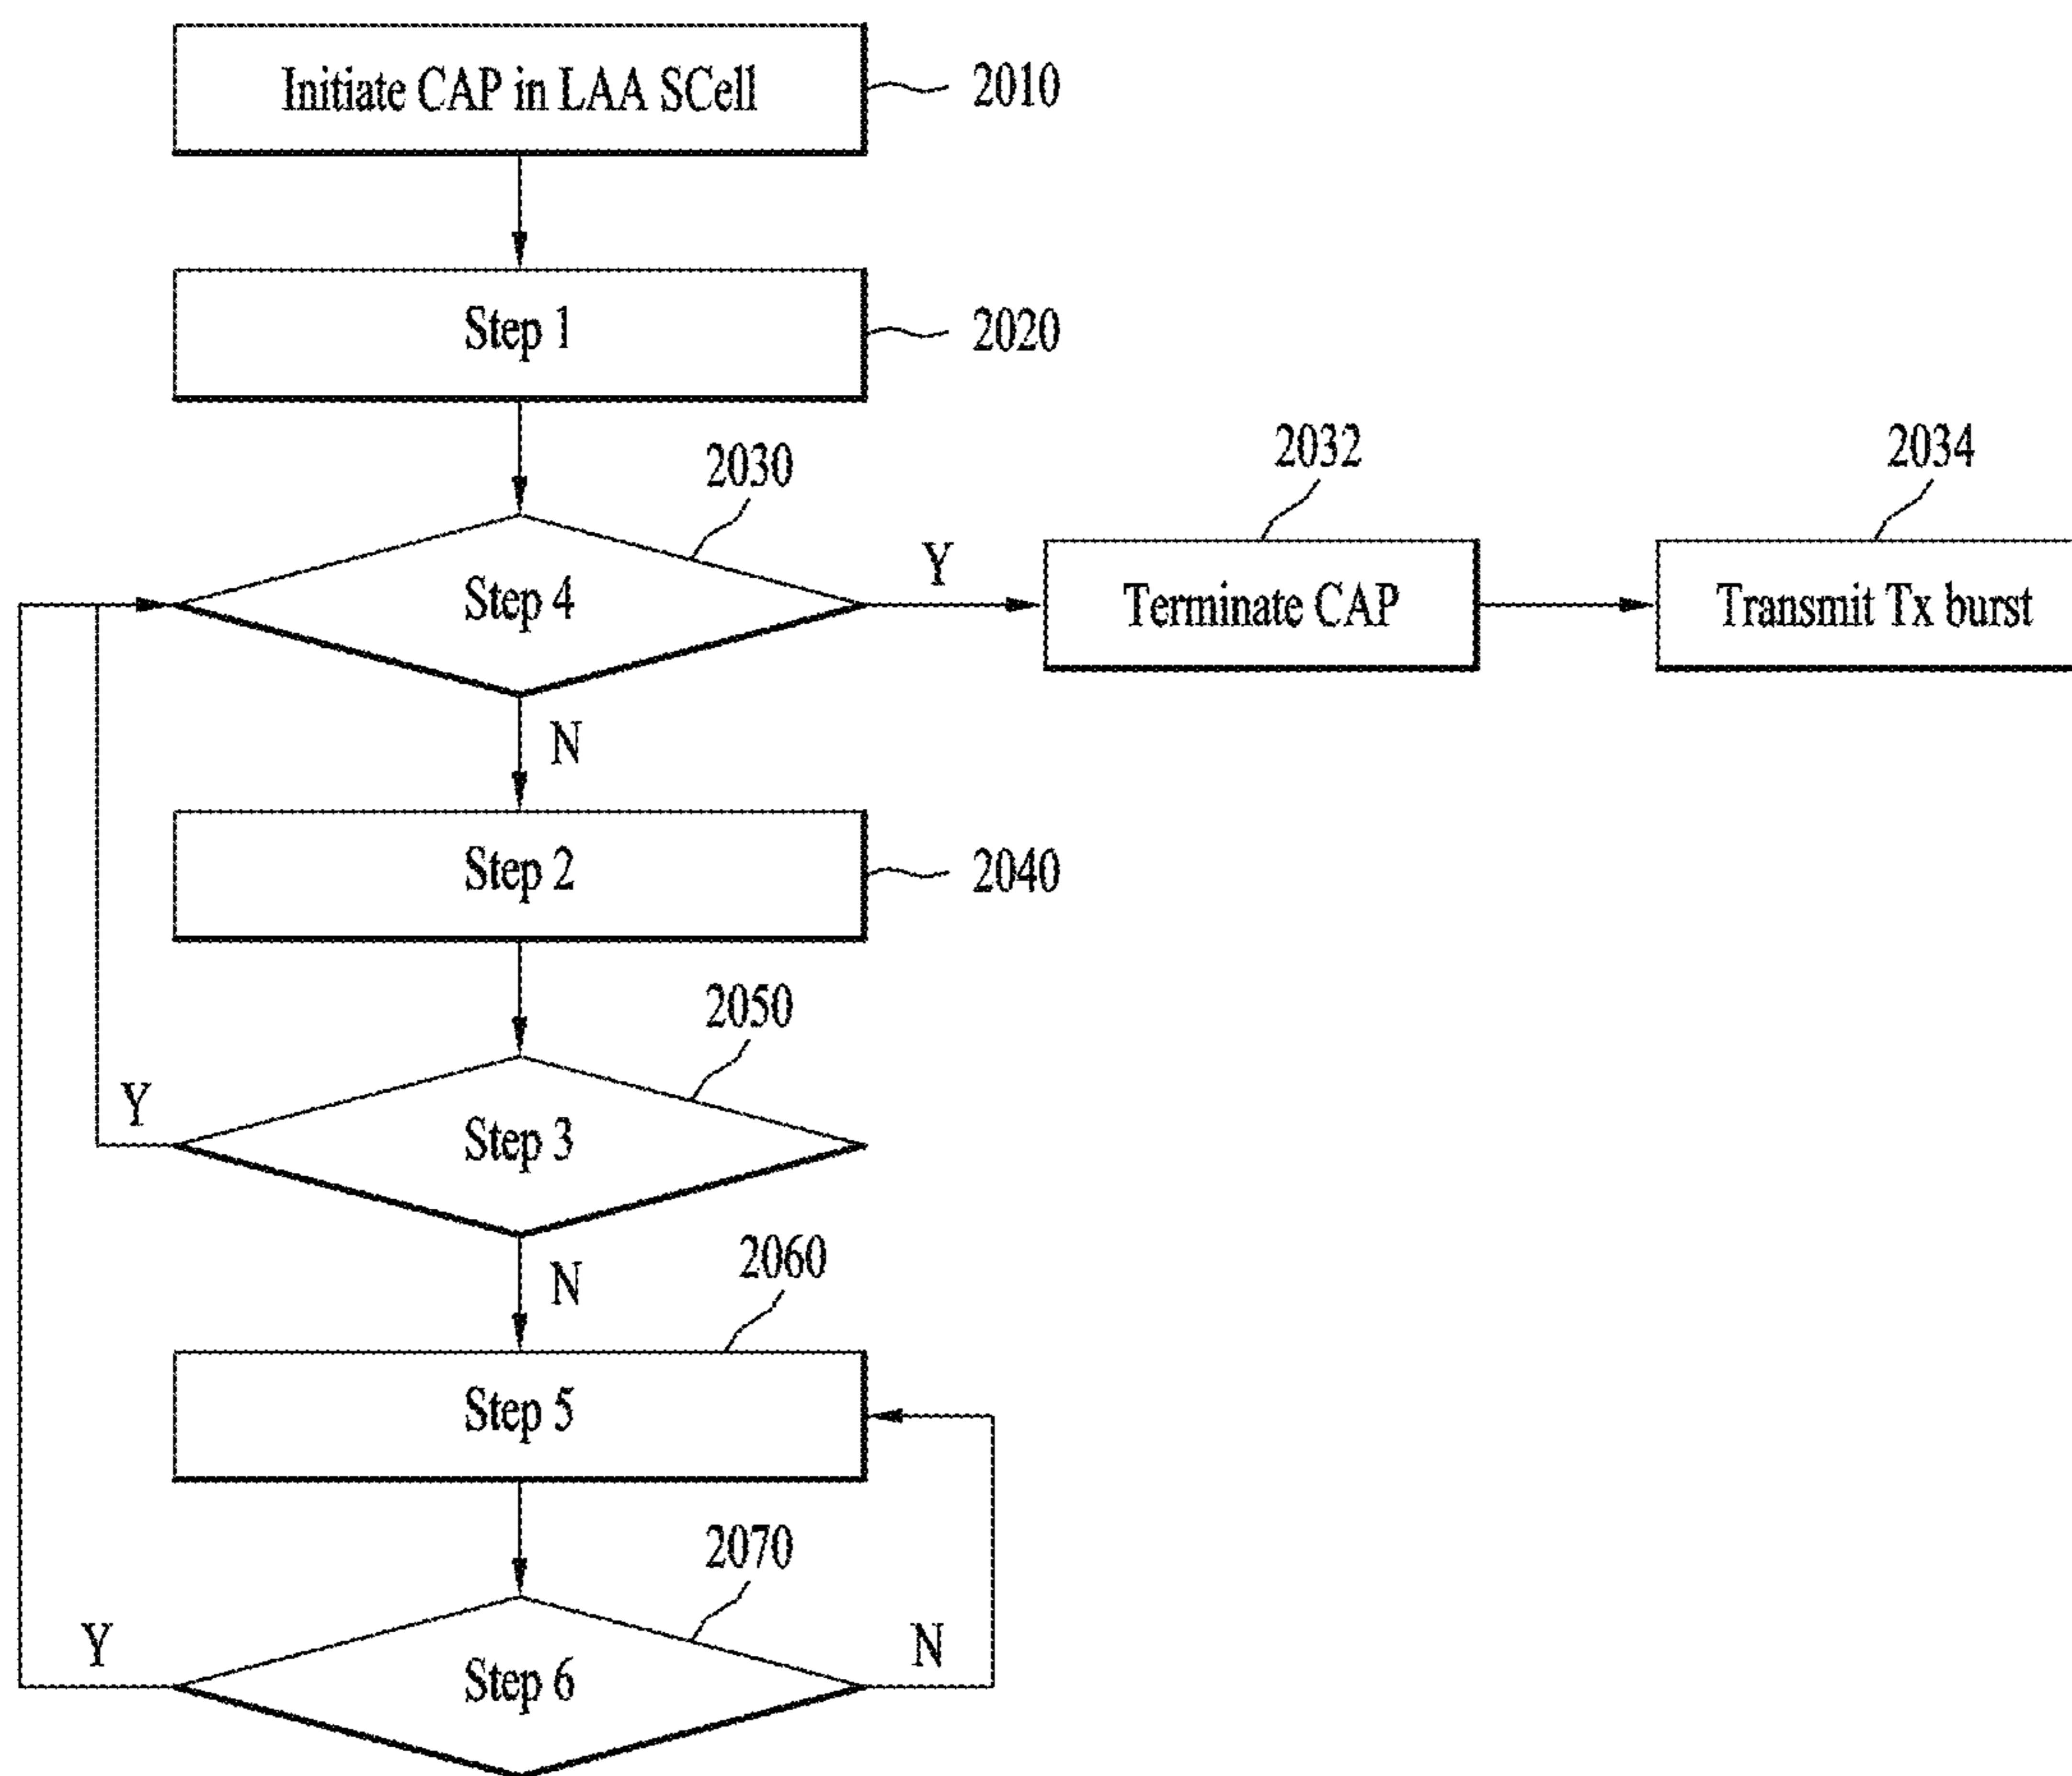 Initiate CAP in LAA SCell
2010
Step 1
2020
2030
2032
2034
Step 4
Y
Terminate CAP
Transmit Tx burst
N
Step 2
2040
2050
Y
Step 3
N
2060
Step 5
2070
Y
N
Step 6